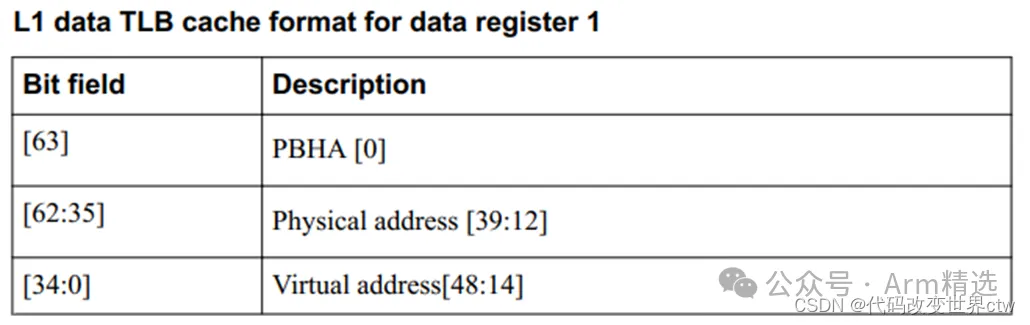 L1 data TLB cache format for data register 1
Bit field Description
[63] PBHA [0]
[62:35] Physical address [39:12]
[34:0] Virtual address[48:14]
公众号 · Arm精选
CSDN @代码改变世界ctw